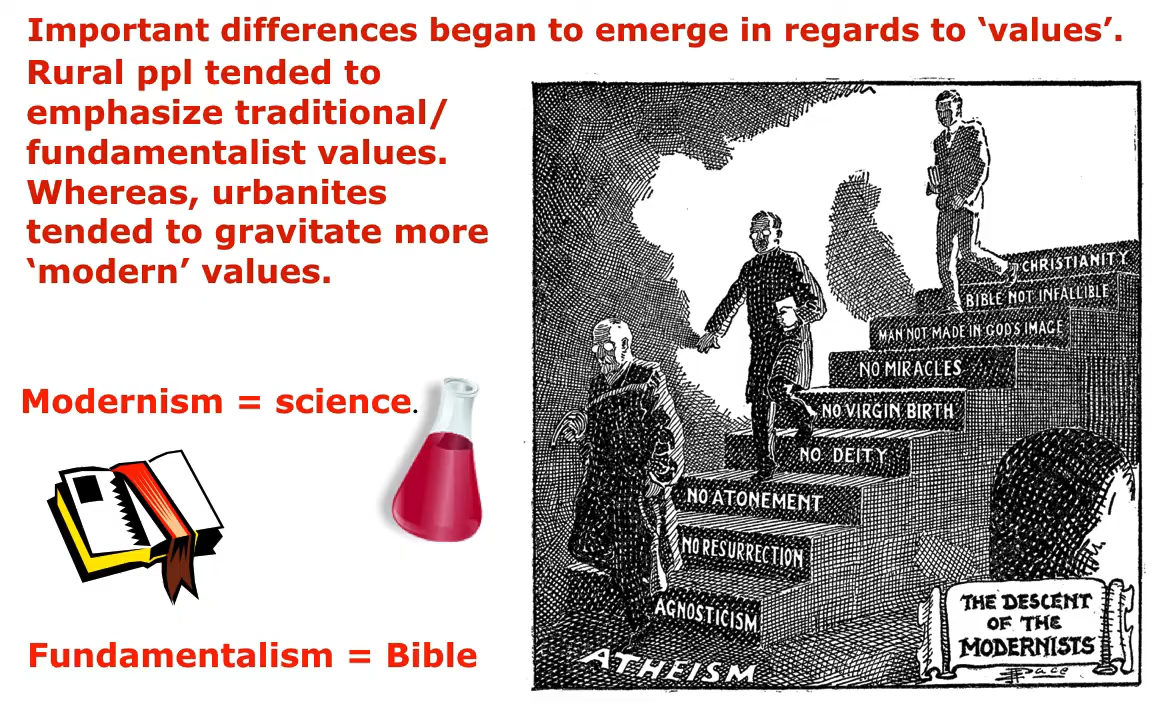 Important differences began to emerge in regards to ‘values’.
Rural ppl tended to
emphasize traditional/
fundamentalist values.
Whereas, urbanites
tended to gravitate more
‘modern’ values.
Modernism = science.
Fundamentalism = Bible
CHRISTIANITY
BIBLE NOT INFALLIBLE
MAN NOT MADE IN GOD'S IMAGE
NO MIRACLES
NO VIRGIN BIRTH
NO DEITY
NO ATONEMENT
NO RESURRECTION
AGNOSTICISM
ATHEISM
THE DESCENT
OF THE
MODERNISTS
Pace